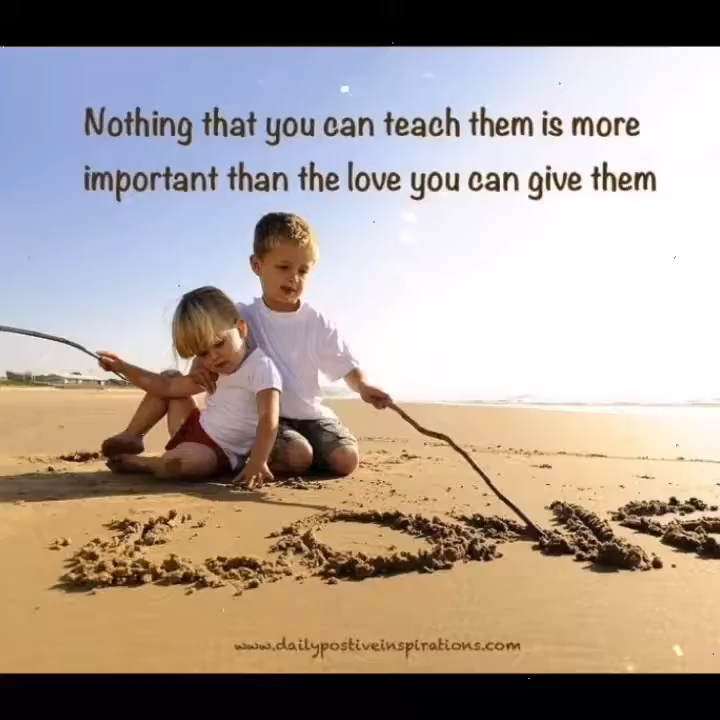 Nothing that you can teach them is more
important than the love you can give them
LOVE
www.dailypostiveinspirations.com